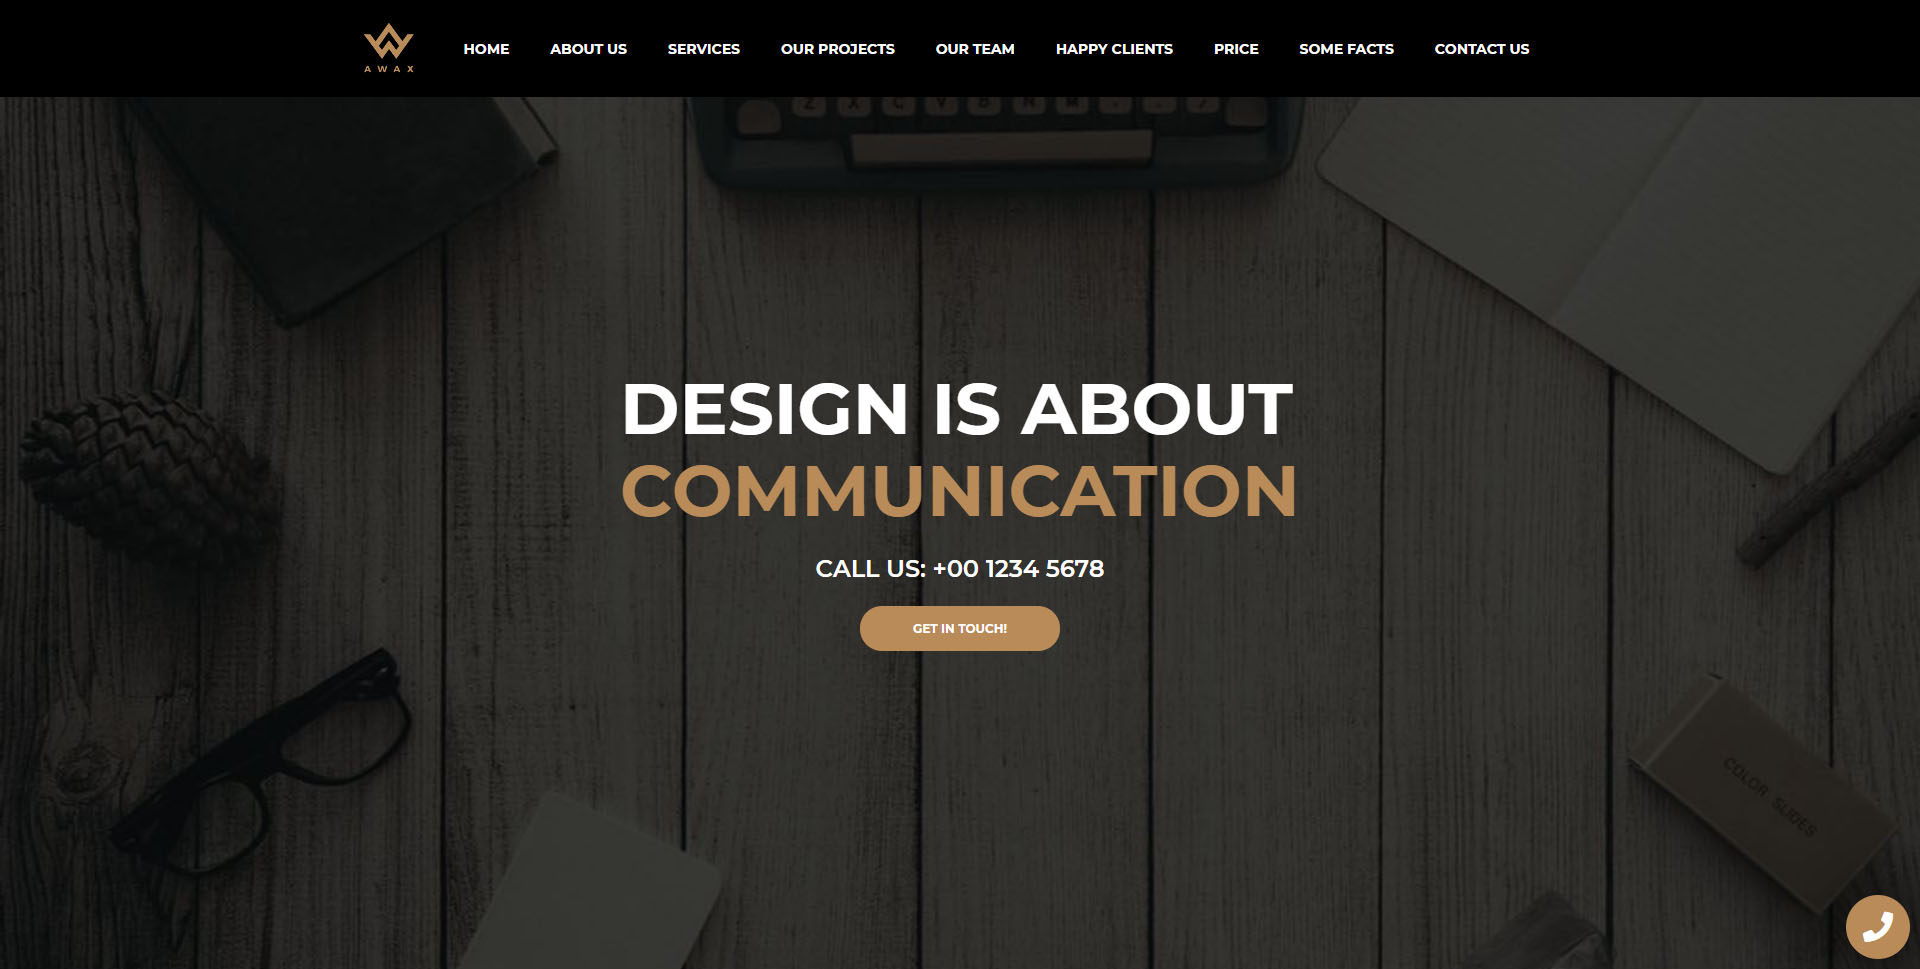 AWAX
HOME
ABOUT US
SERVICES
OUR PROJECTS
OUR TEAM
HAPPY CLIENTS
PRICE
SOME FACTS
CONTACT US
Z X C V B N M . . /
DESIGN IS ABOUT
COMMUNICATION
CALL US: +00 1234 5678
GET IN TOUCH!
COLOR SLIDES